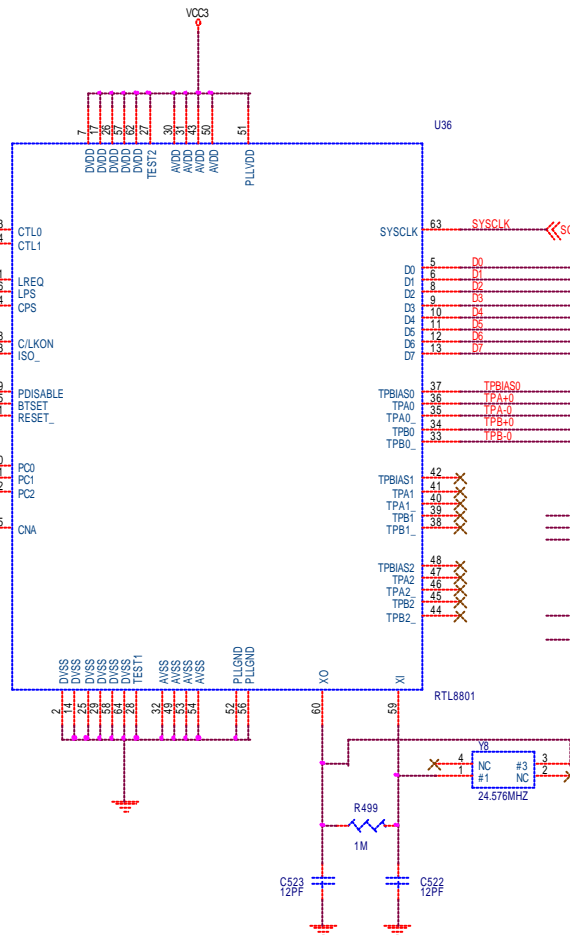 VCC3
7 17 26 57 62 27 30 31 43 50 51
U36
DVDD DVDD DVDD DVDD DVDD TEST2 AVDD AVDD AVDD AVDD PLLVDD
CTL0
CTL1
LREQ
LPS
CPS
C/LKON
ISO_
PDISABLE
BTSET
RESET_
PC0
PC1
PC2
CNA
SYSCLK 63 SYSCLK
D0 5 D0
D1 6 D1
D2 8 D2
D3 9 D3
D4 10 D4
D5 11 D5
D6 12 D6
D7 13 D7
TPBIAS0 37 TPBIAS0
TPA0 36 TPA+0
TPA0_ 35 TPA-0
TPB0 34 TPB+0
TPB0_ 33 TPB-0
TPBIAS1 42
TPA1 41
TPA1_ 40
TPB1 39
TPB1_ 38
TPBIAS2 48
TPA2 47
TPA2_ 46
TPB2 45
TPB2_ 44
DVSS DVSS DVSS DVSS DVSS DVSS TEST1 AVSS AVSS AVSS AVSS PLLGND PLLGND XO XI
RTL8801
2 14 25 29 58 64 28 32 49 53 54 52 56 60 59
Y8
4 NC #3 3
1 #1 NC 2
24.576MHZ
R499
1M
C523
12PF
C522
12PF